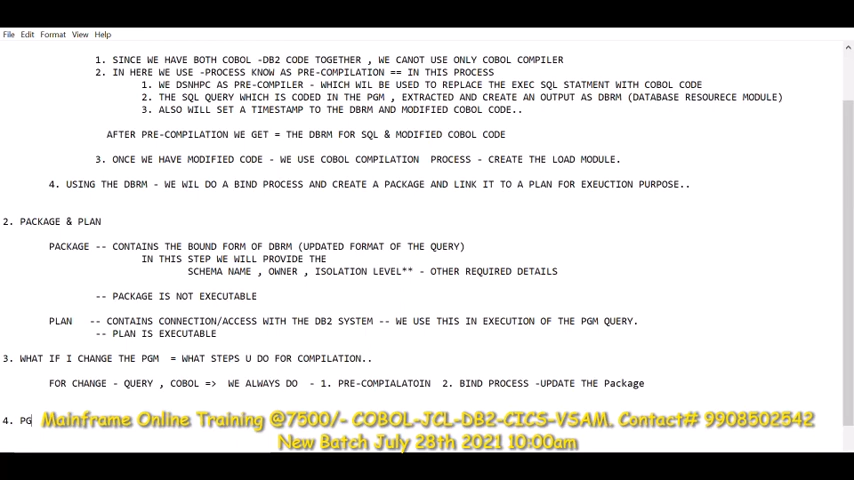 File Edit Format View Help
1. SINCE WE HAVE BOTH COBOL -DB2 CODE TOGETHER , WE CANOT USE ONLY COBOL COMPILER
2. IN HERE WE USE -PROCESS KNOW AS PRE-COMPILATION == IN THIS PROCESS
1. WE DSNHPC AS PRE-COMPILER - WHICH WIL BE USED TO REPLACE THE EXEC SQL STATMENT WITH COBOL CODE
2. THE SQL QUERY WHICH IS CODED IN THE PGM , EXTRACTED AND CREATE AN OUTPUT AS DBRM (DATABASE RESOURECE MODULE)
3. ALSO WILL SET A TIMESTAMP TO THE DBRM AND MODIFIED COBOL CODE..
AFTER PRE-COMPILATION WE GET = THE DBRM FOR SQL & MODIFIED COBOL CODE
3. ONCE WE HAVE MODIFIED CODE - WE USE COBOL COMPILATION PROCESS - CREATE THE LOAD MODULE.
4. USING THE DBRM - WE WIL DO A BIND PROCESS AND CREATE A PACKAGE AND LINK IT TO A PLAN FOR EXEUCTION PURPOSE..
2. PACKAGE & PLAN
PACKAGE -- CONTAINS THE BOUND FORM OF DBRM (UPDATED FORMAT OF THE QUERY)
IN THIS STEP WE WILL PROVIDE THE
SCHEMA NAME , OWNER , ISOLATION LEVEL** - OTHER REQUIRED DETAILS
-- PACKAGE IS NOT EXECUTABLE
PLAN -- CONTAINS CONNECTION/ACCESS WITH THE DB2 SYSTEM -- WE USE THIS IN EXECUTION OF THE PGM QUERY.
-- PLAN IS EXECUTABLE
3. WHAT IF I CHANGE THE PGM = WHAT STEPS U DO FOR COMPILATION..
FOR CHANGE - QUERY , COBOL => WE ALWAYS DO - 1. PRE-COMPIALATOIN 2. BIND PROCESS -UPDATE THE Package
4. PG
Mainframe Online Training @7500/- COBOL-JCL-DB2-CICS-VSAM. Contact# 9908502542
New Batch July 28th 2021 10:00am